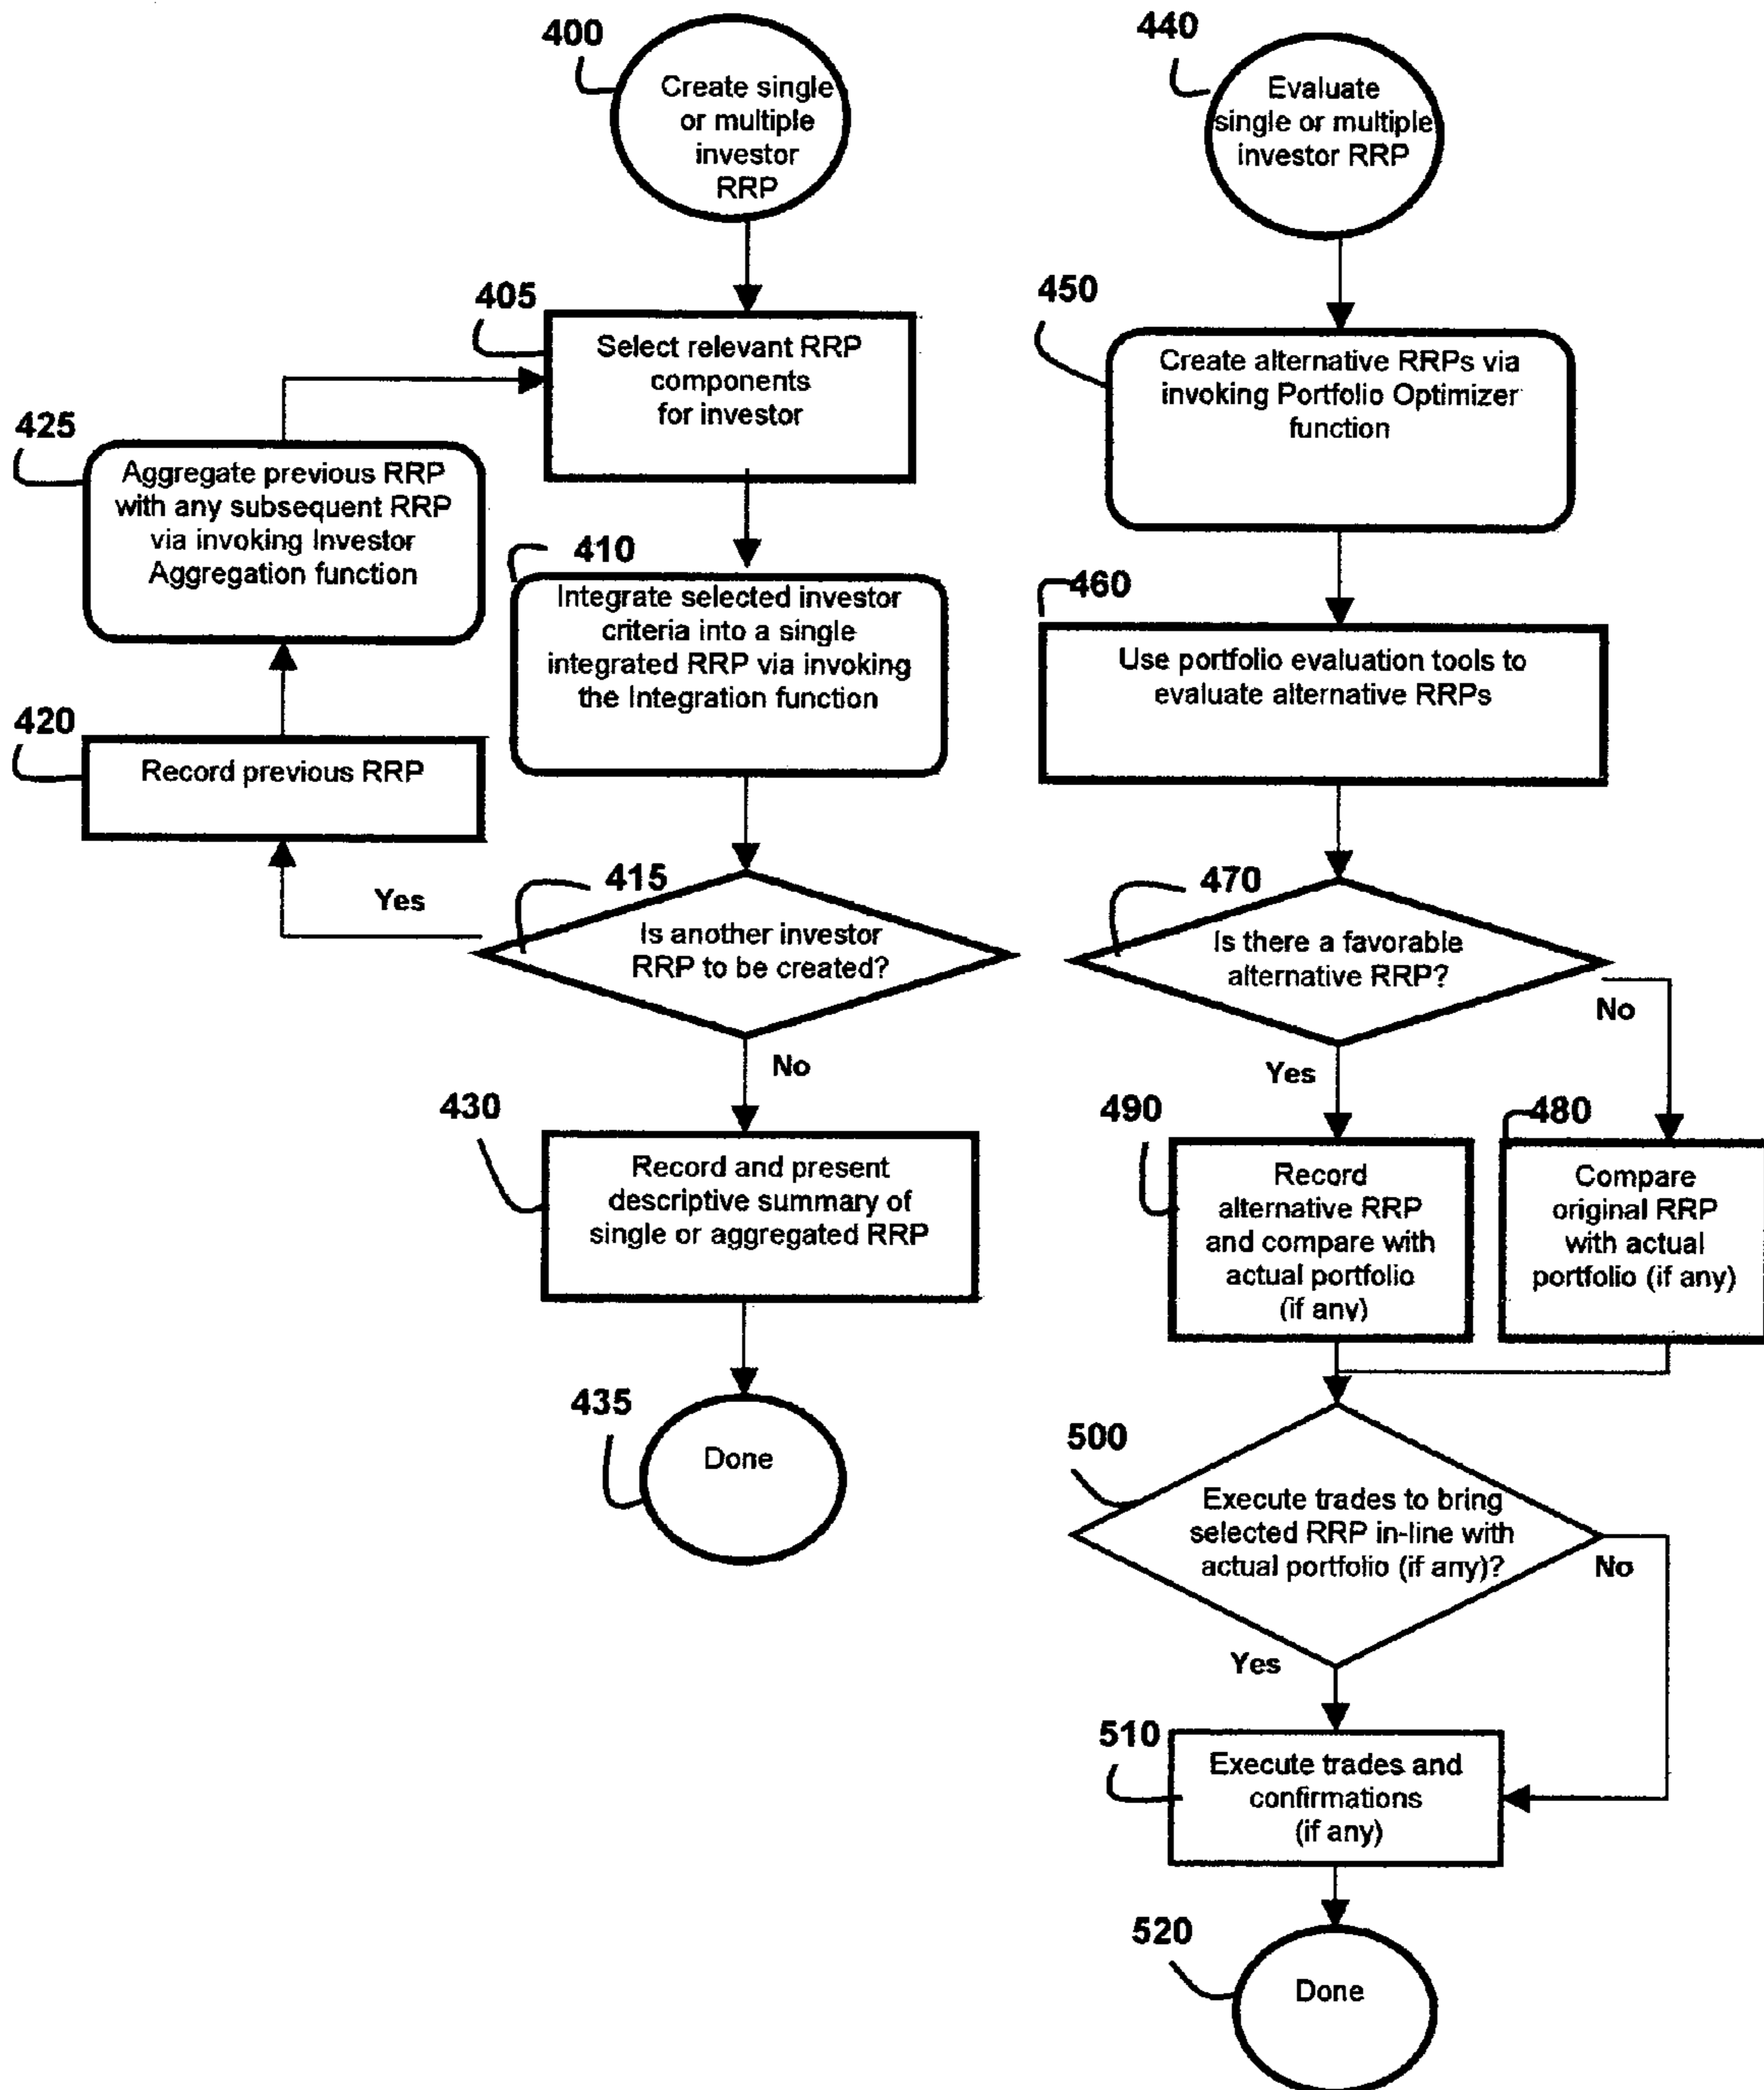 400
Create single
or multiple
investor
RRP
405
Select relevant RRP
components
for investor
425
Aggregate previous RRP
with any subsequent RRP
via invoking Investor
Aggregation function
410
Integrate selected investor
criteria into a single
integrated RRP via invoking
the Integration function
420
Record previous RRP
Yes
415
Is another investor
RRP to be created?
No
430
Record and present
descriptive summary of
single or aggregated RRP
435
Done
440
Evaluate
single or multiple
investor RRP
450
Create alternative RRPs via
invoking Portfolio Optimizer
function
460
Use portfolio evaluation tools to
evaluate alternative RRPs
470
Is there a favorable
alternative RRP?
No
Yes
490
Record
alternative RRP
and compare with
actual portfolio
(if any)
480
Compare
original RRP
with actual
portfolio (if any)
500
Execute trades to bring
selected RRP in-line with
actual portfolio (if any)?
No
Yes
510
Execute trades and
confirmations
(if any)
520
Done